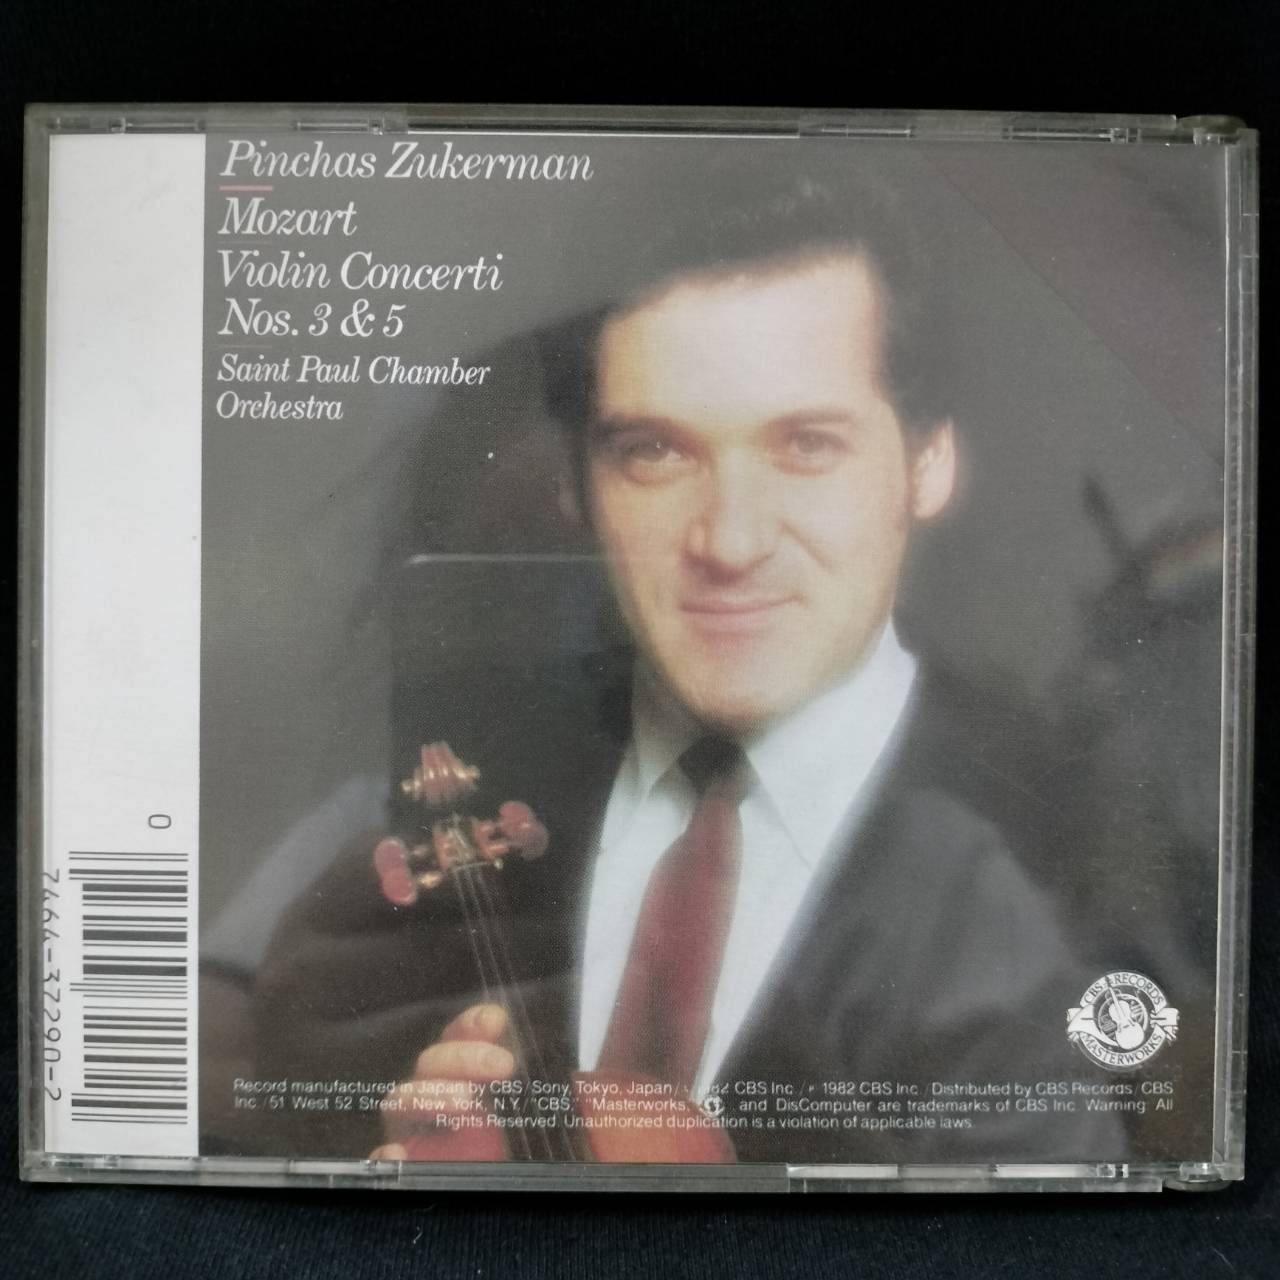 Pinchas Zukerman
Mozart
Violin Concerti
Nos. 3 & 5
Saint Paul Chamber
Orchestra
0
7464-37290-2
CBS RECORDS
MASTERWORKS
Record manufactured in Japan by CBS/Sony, Tokyo, Japan / 1982 CBS Inc. / ℗ 1982 CBS Inc. / Distributed by CBS Records / CBS
Inc. / 51 West 52 Street, New York, N.Y. "CBS," "Masterworks, and DisComputer are trademarks of CBS Inc. Warning: All
Rights Reserved. Unauthorized duplication is a violation of applicable laws.